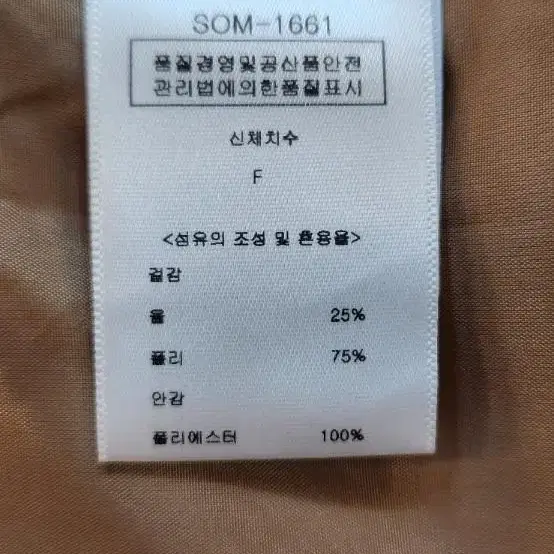 SOM-1661
품질경영및공산품안전
관리법에의한품질표시
신체치수
F
<섬유의 조성 및 혼용율>
겉감
울 25%
폴리 75%
안감
폴리에스터 100%